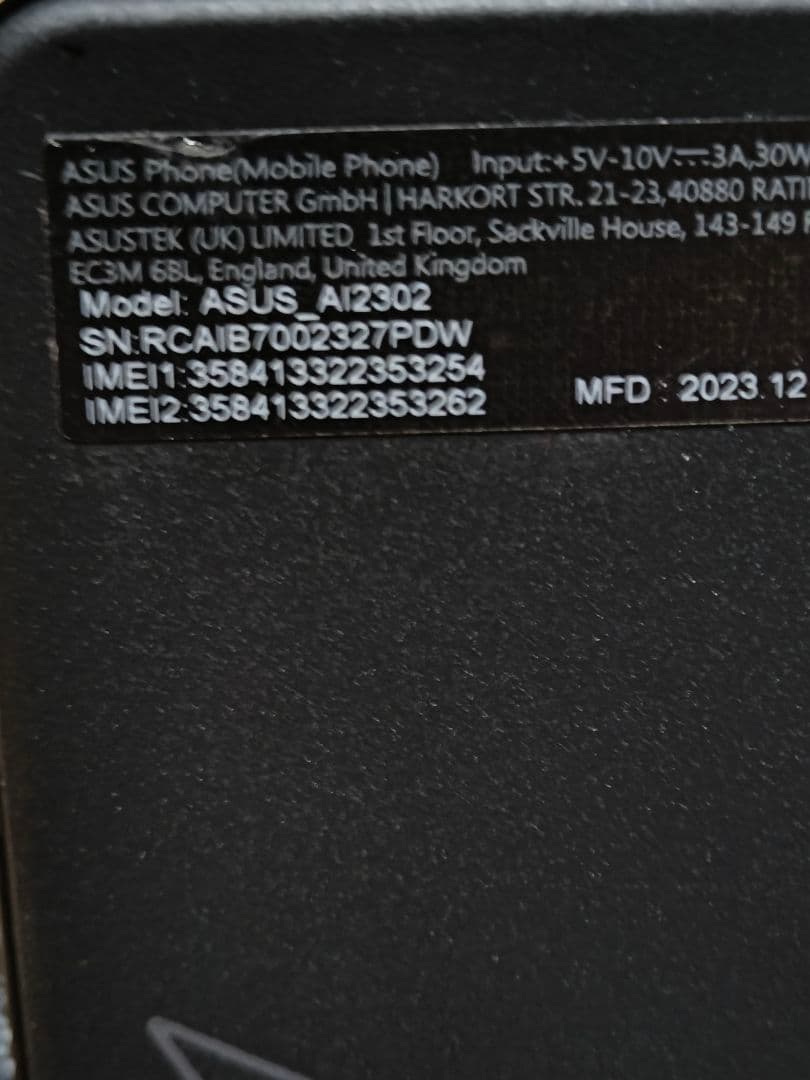 ASUS Phone(Mobile Phone) Input:+5V-10V⎓3A,30W
ASUS COMPUTER GmbH | HARKORT STR. 21-23,40880 RATI
ASUSTEK (UK) LIMITED, 1st Floor, Sackville House, 143-149
EC3M 6BL, England, United Kingdom
Model: ASUS_AI2302
SN:RCAIB7002327PDW
IMEI1:358413322353254
IMEI2:358413322353262
MFD : 2023.12